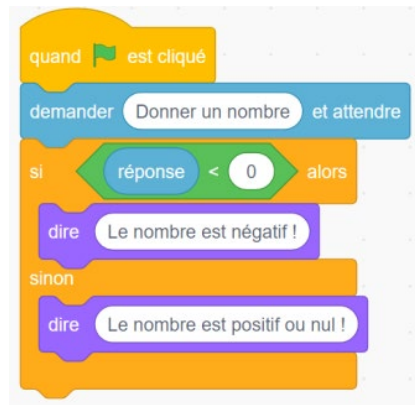 quand est cliqué
demander Donner un nombre et attendre
si réponse < 0 alors
dire Le nombre est négatif !
sinon
dire Le nombre est positif ou nul !